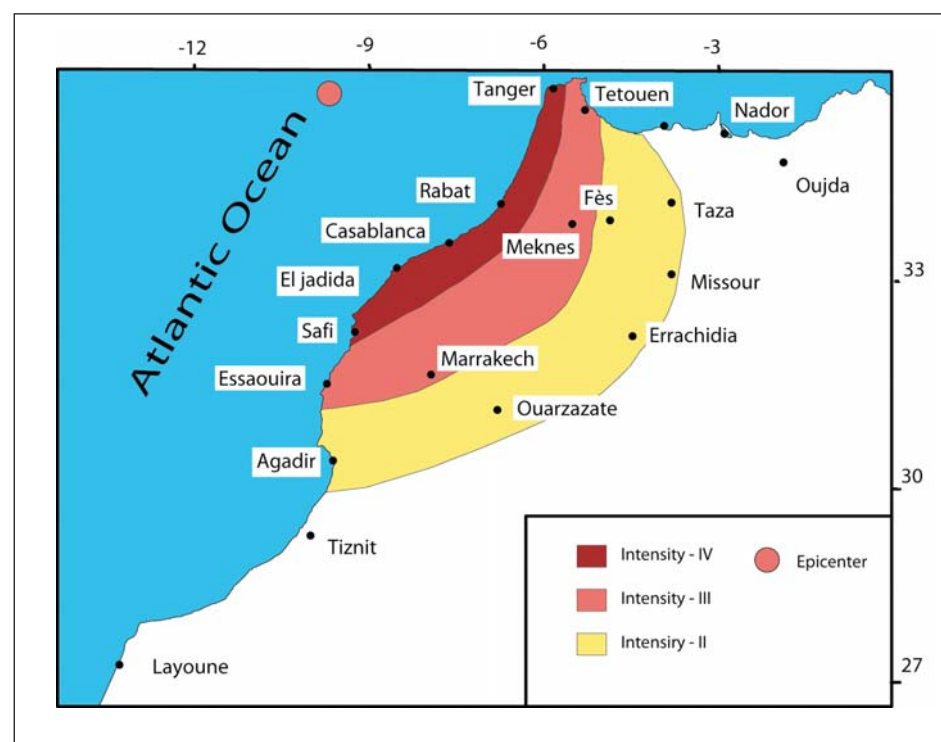 -12
-9
-6
-3
Tanger
Tetouen
Nador
Atlantic Ocean
Oujda
Rabat
Fès
Taza
Casablanca
Meknes
El jadida
Missour
33
Safi
Errachidia
Marrakech
Essaouira
Ouarzazate
Agadir
30
Tiznit
Intensity - IV
Epicenter
Intensity - III
Intensiry - II
Layoune
27